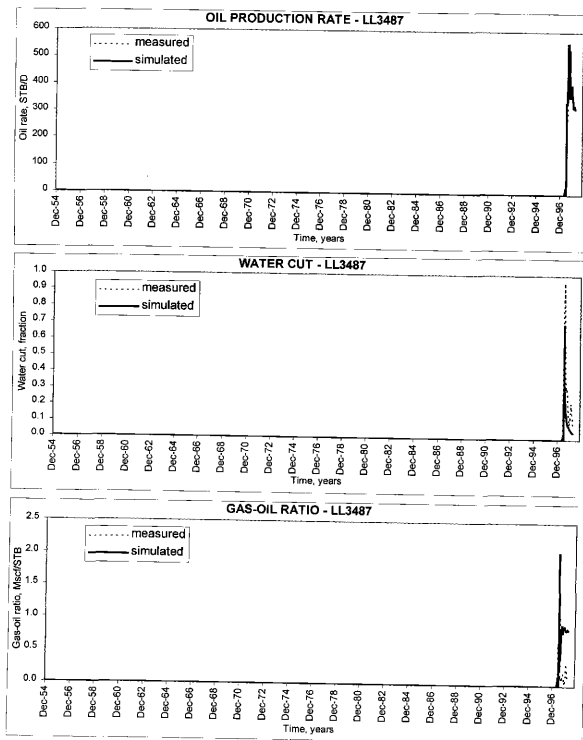 OIL PRODUCTION RATE - LL3487
measured
simulated
Oil rate, STB/D
600
500
400
300
200
100
0
Dec-54
Dec-56
Dec-58
Dec-60
Dec-62
Dec-64
Dec-66
Dec-68
Dec-70
Dec-72
Dec-74
Dec-76
Dec-78
Dec-80
Dec-82
Dec-84
Dec-86
Dec-88
Dec-90
Dec-92
Dec-94
Dec-96
Time, years
WATER CUT - LL3487
measured
simulated
Water cut, fraction
1.0
0.9
0.8
0.7
0.6
0.5
0.4
0.3
0.2
0.1
0.0
Dec-54
Dec-56
Dec-58
Dec-60
Dec-62
Dec-64
Dec-66
Dec-68
Dec-70
Dec-72
Dec-74
Dec-76
Dec-78
Dec-80
Dec-82
Dec-84
Dec-86
Dec-88
Dec-90
Dec-92
Dec-94
Dec-96
Time, years
GAS-OIL RATIO - LL3487
measured
simulated
Gas-oil ratio, Mscf/STB
2.5
2.0
1.5
1.0
0.5
0.0
Dec-54
Dec-56
Dec-58
Dec-60
Dec-62
Dec-64
Dec-66
Dec-68
Dec-70
Dec-72
Dec-74
Dec-76
Dec-78
Dec-80
Dec-82
Dec-84
Dec-86
Dec-88
Dec-90
Dec-92
Dec-94
Dec-96
Time, years